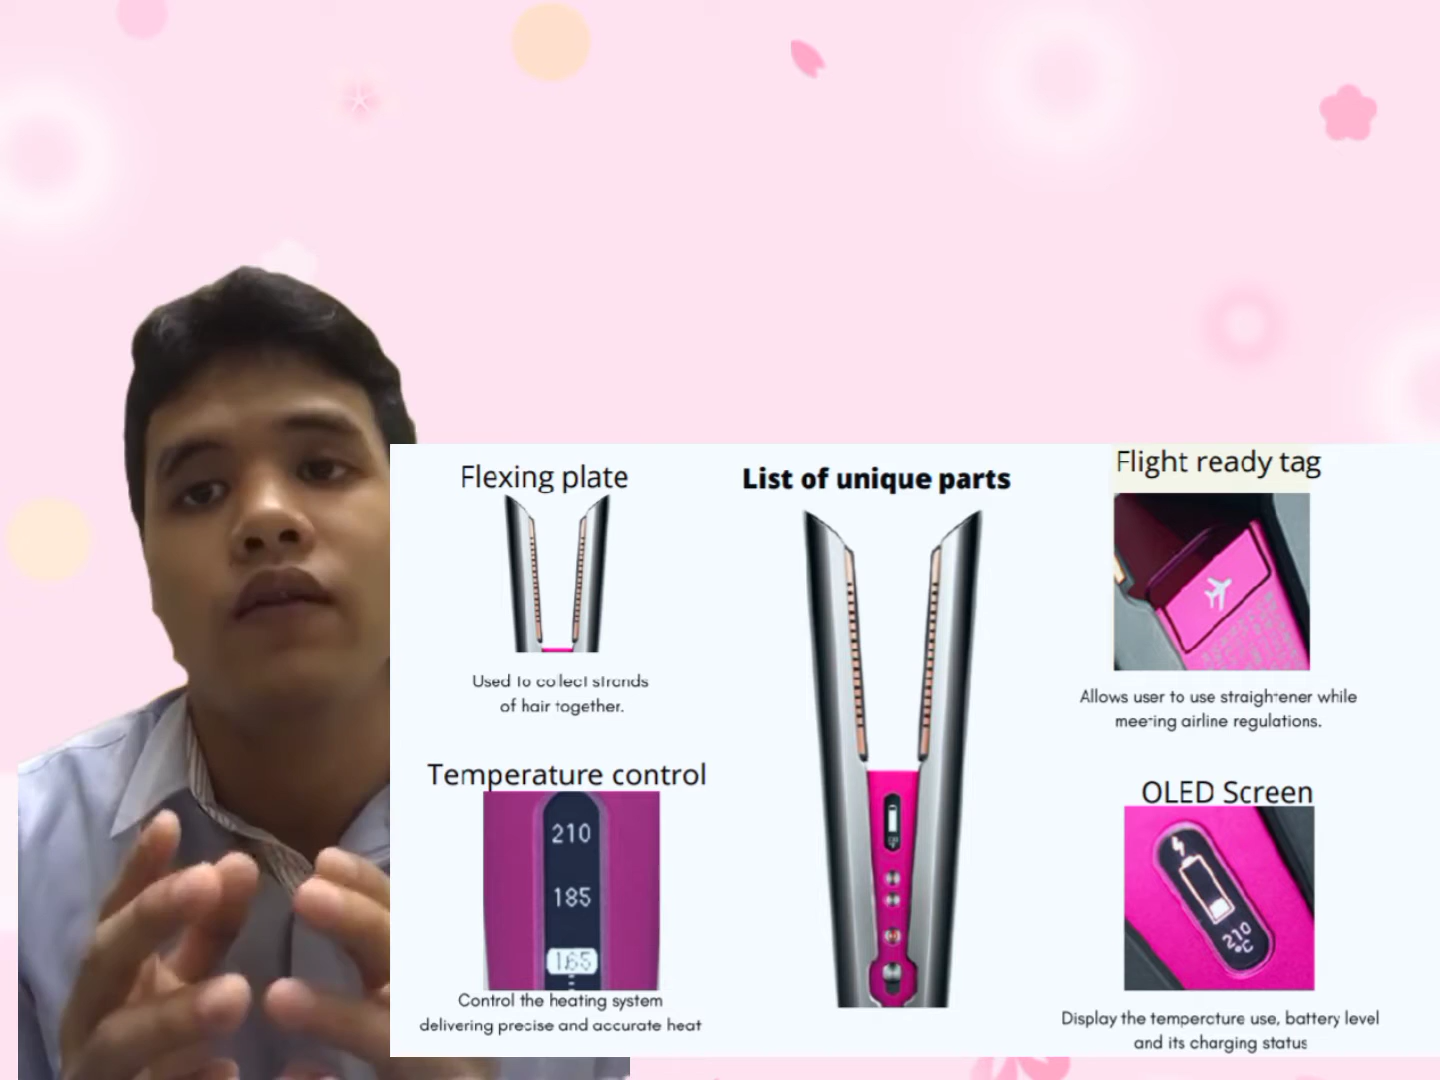 Flexing plate
Used to collect strands
of hair together.
Temperature control
210
185
165
Control the heating system
delivering precise and accurate heat
List of unique parts
Flight ready tag
Allows user to use straightener while
meeting airline regulations.
OLED Screen
210
°C
Display the temperature use, battery level
and its charging status